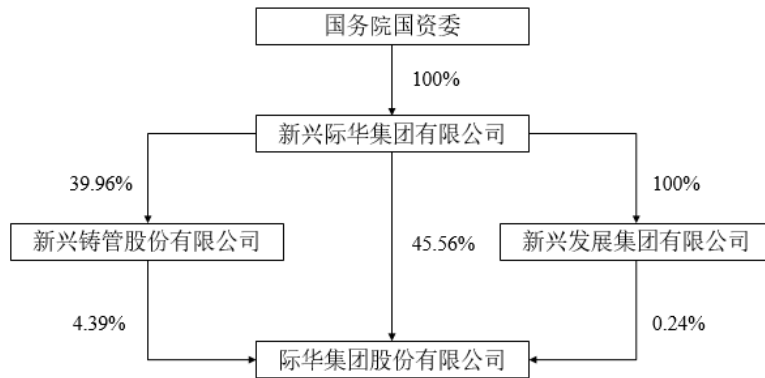 国务院国资委
100%
新兴际华集团有限公司
39.96%
100%
新兴铸管股份有限公司
45.56%
新兴发展集团有限公司
4.39%
0.24%
际华集团股份有限公司